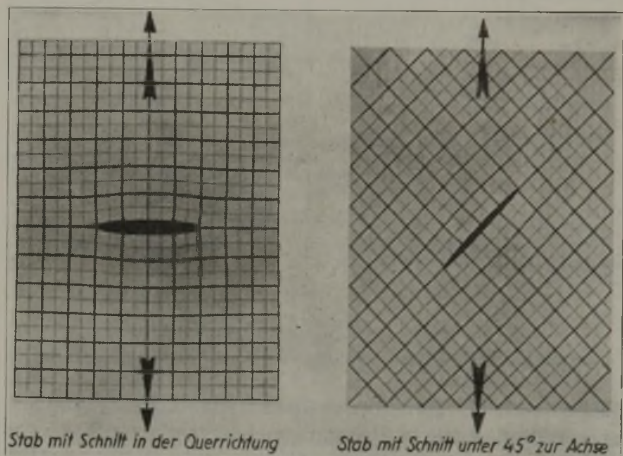 Stab mit Schnitt in der Querrichtung
Stab mit Schnitt unter 45° zur Achse